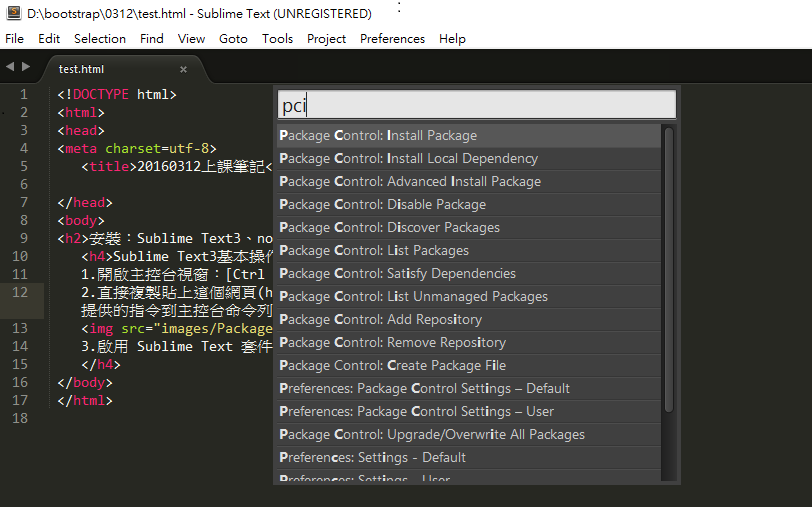 D:\bootstrap\0312\test.html - Sublime Text (UNREGISTERED)
File Edit Selection Find View Goto Tools Project Preferences Help
test.html ×
pci
Package Control: Install Package
Package Control: Install Local Dependency
Package Control: Advanced Install Package
Package Control: Disable Package
Package Control: Discover Packages
Package Control: List Packages
Package Control: Satisfy Dependencies
Package Control: List Unmanaged Packages
Package Control: Add Repository
Package Control: Remove Repository
Package Control: Create Package File
Preferences: Package Control Settings – Default
Preferences: Package Control Settings – User
Package Control: Upgrade/Overwrite All Packages
Preferences: Settings - Default
Preferences: Settings - User
1 <!DOCTYPE html>
2 <html>
3 <head>
4 <meta charset=utf-8>
5 <title>20160312上課筆記<
6
7 </head>
8 <body>
9 <h2>安裝：Sublime Text3、no
10 <h4>Sublime Text3基本操作
11 1.開啟主控台視窗：[Ctrl
12 2.直接複製貼上這個網頁(h
提供的指令到主控台命令列
13 <img src="images/Package
14 3.啟用 Sublime Text 套件
15 </h4>
16 </body>
17 </html>
18